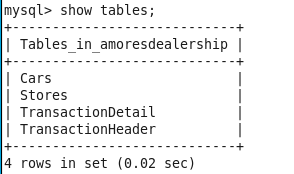 mysql> show tables;
+---------------------------+
| Tables_in_amoresdealership |
+---------------------------+
| Cars |
| Stores |
| TransactionDetail |
| TransactionHeader |
+---------------------------+
4 rows in set (0.02 sec)